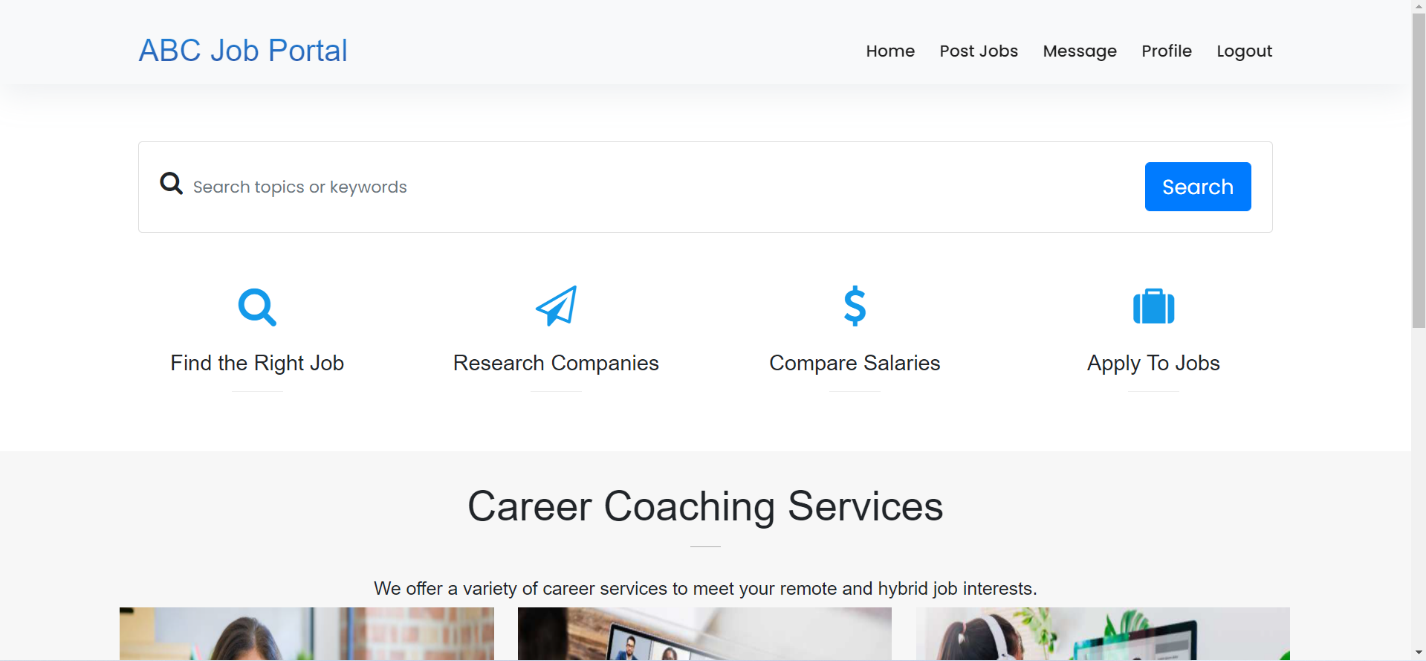 ABC Job Portal
Home Post Jobs Message Profile Logout
Search topics or keywords Search
Find the Right Job Research Companies Compare Salaries Apply To Jobs
Career Coaching Services
We offer a variety of career services to meet your remote and hybrid job interests.